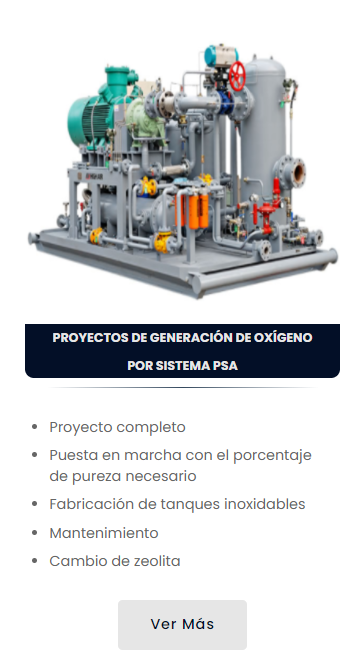 PROYECTOS DE GENERACIÓN DE OXÍGENO
POR SISTEMA PSA
Proyecto completo
Puesta en marcha con el porcentaje
de pureza necesario
Fabricación de tanques inoxidables
Mantenimiento
Cambio de zeolita
Ver Más